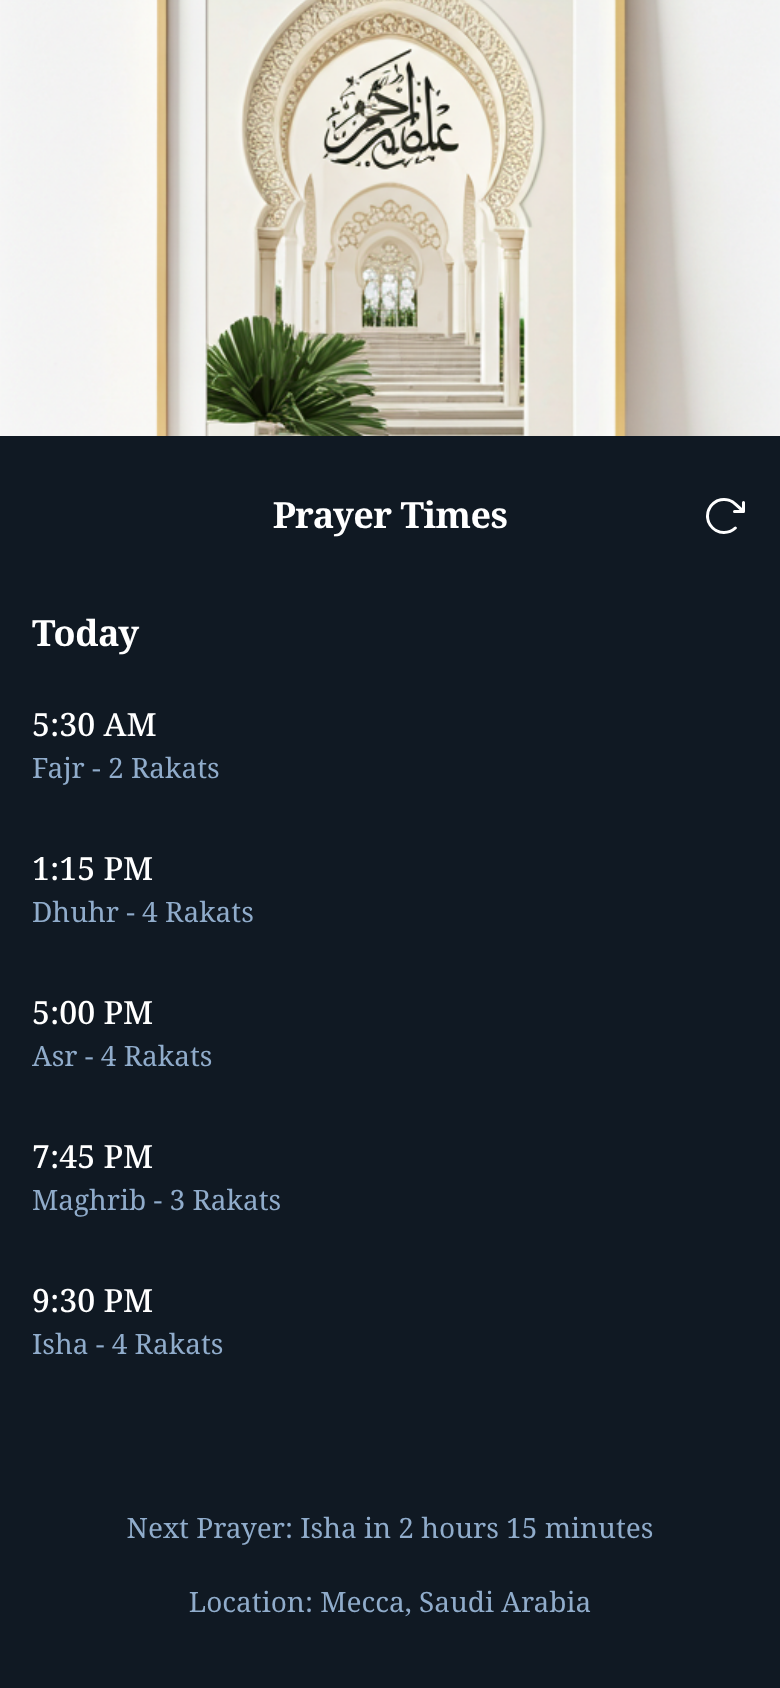 Prayer Times
Today
5:30 AM
Fajr - 2 Rakats
1:15 PM
Dhuhr - 4 Rakats
5:00 PM
Asr - 4 Rakats
7:45 PM
Maghrib - 3 Rakats
9:30 PM
Isha - 4 Rakats
Next Prayer: Isha in 2 hours 15 minutes
Location: Mecca, Saudi Arabia